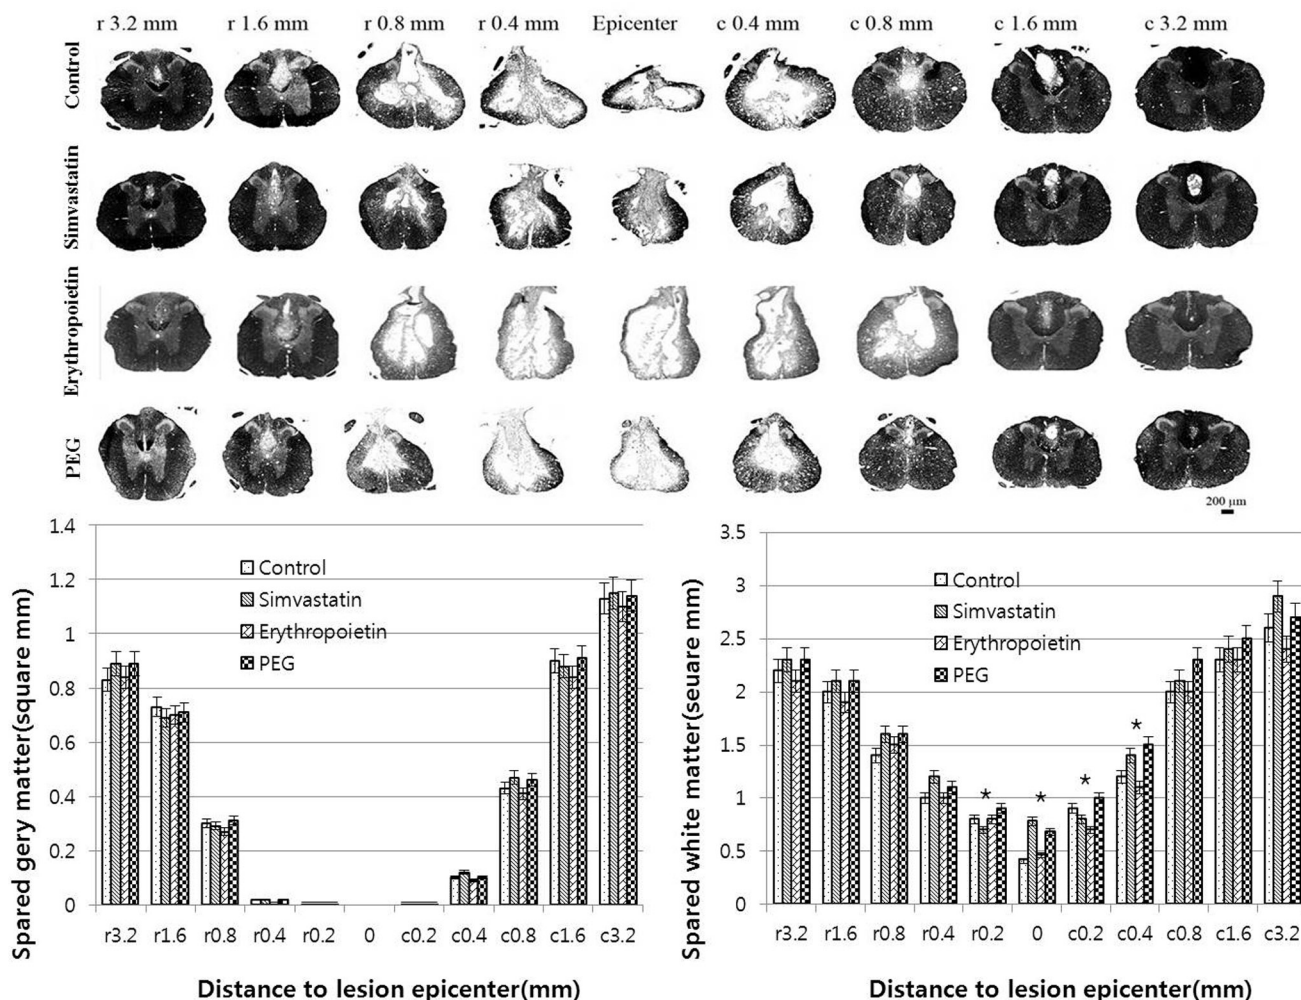 r 3.2 mm r 1.6 mm r 0.8 mm r 0.4 mm Epicenter c 0.4 mm c 0.8 mm c 1.6 mm c 3.2 mm
Control
Simvastatin
Erythropoietin
PEG
200 μm
Spared gery matter(square mm)
1.4
1.2
1
0.8
0.6
0.4
0.2
0
Control
Simvastatin
Erythropoietin
PEG
r3.2 r1.6 r0.8 r0.4 r0.2 0 c0.2 c0.4 c0.8 c1.6 c3.2
Distance to lesion epicenter(mm)
Spared white matter(seuare mm)
3.5
3
2.5
2
1.5
1
0.5
0
Control
Simvastatin
Erythropoietin
PEG
* * * *
r3.2 r1.6 r0.8 r0.4 r0.2 0 c0.2 c0.4 c0.8 c1.6 c3.2
Distance to lesion epicenter(mm)